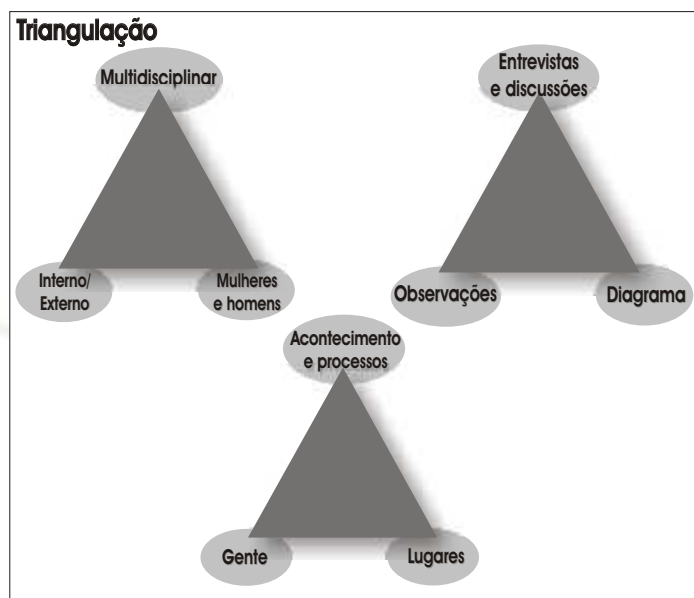 Triangulação
Multidisciplinar
Interno/
Externo
Mulheres
e homens
Entrevistas
e discussões
Observações
Diagrama
Acontecimento
e processos
Gente
Lugares